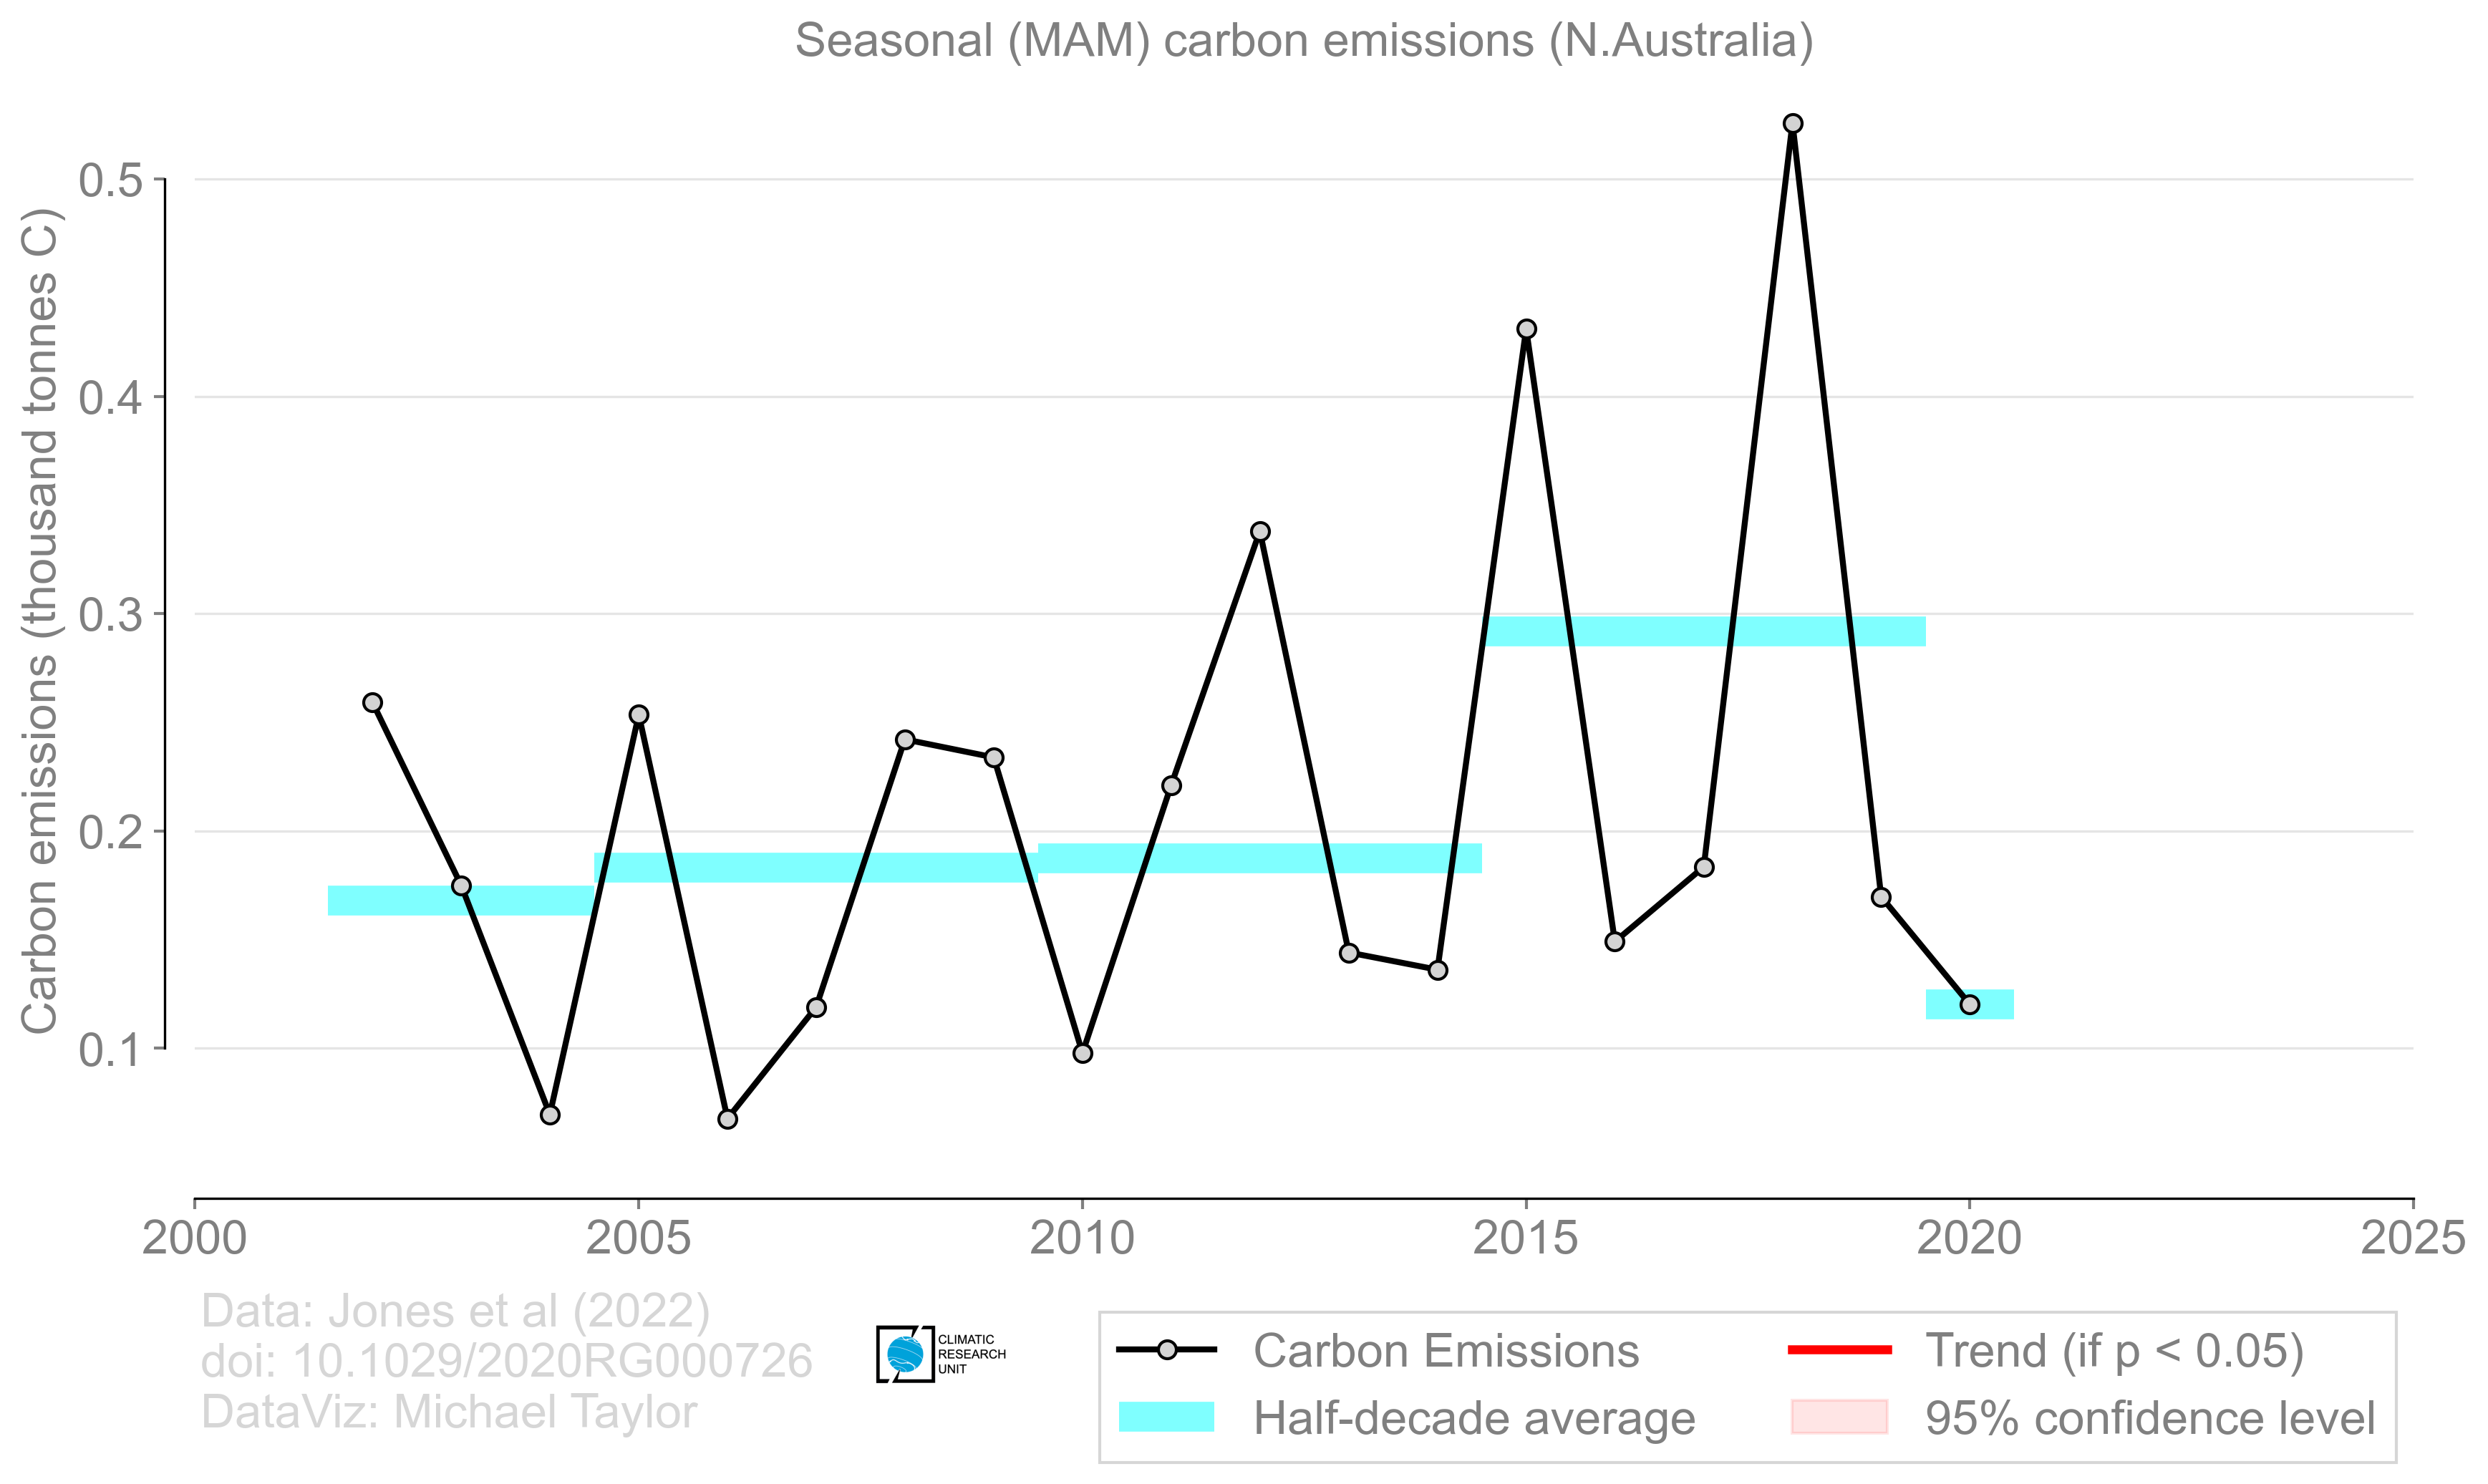 Seasonal (MAM) carbon emissions (N.Australia)
Carbon emissions (thousand tonnes C)
0.5
0.4
0.3
0.2
0.1
2000 2005 2010 2015 2020 2025
Data: Jones et al (2022)
doi: 10.1029/2020RG000726
DataViz: Michael Taylor
CLIMATIC
RESEARCH
UNIT
Carbon Emissions
Half-decade average
Trend (if p < 0.05)
95% confidence level